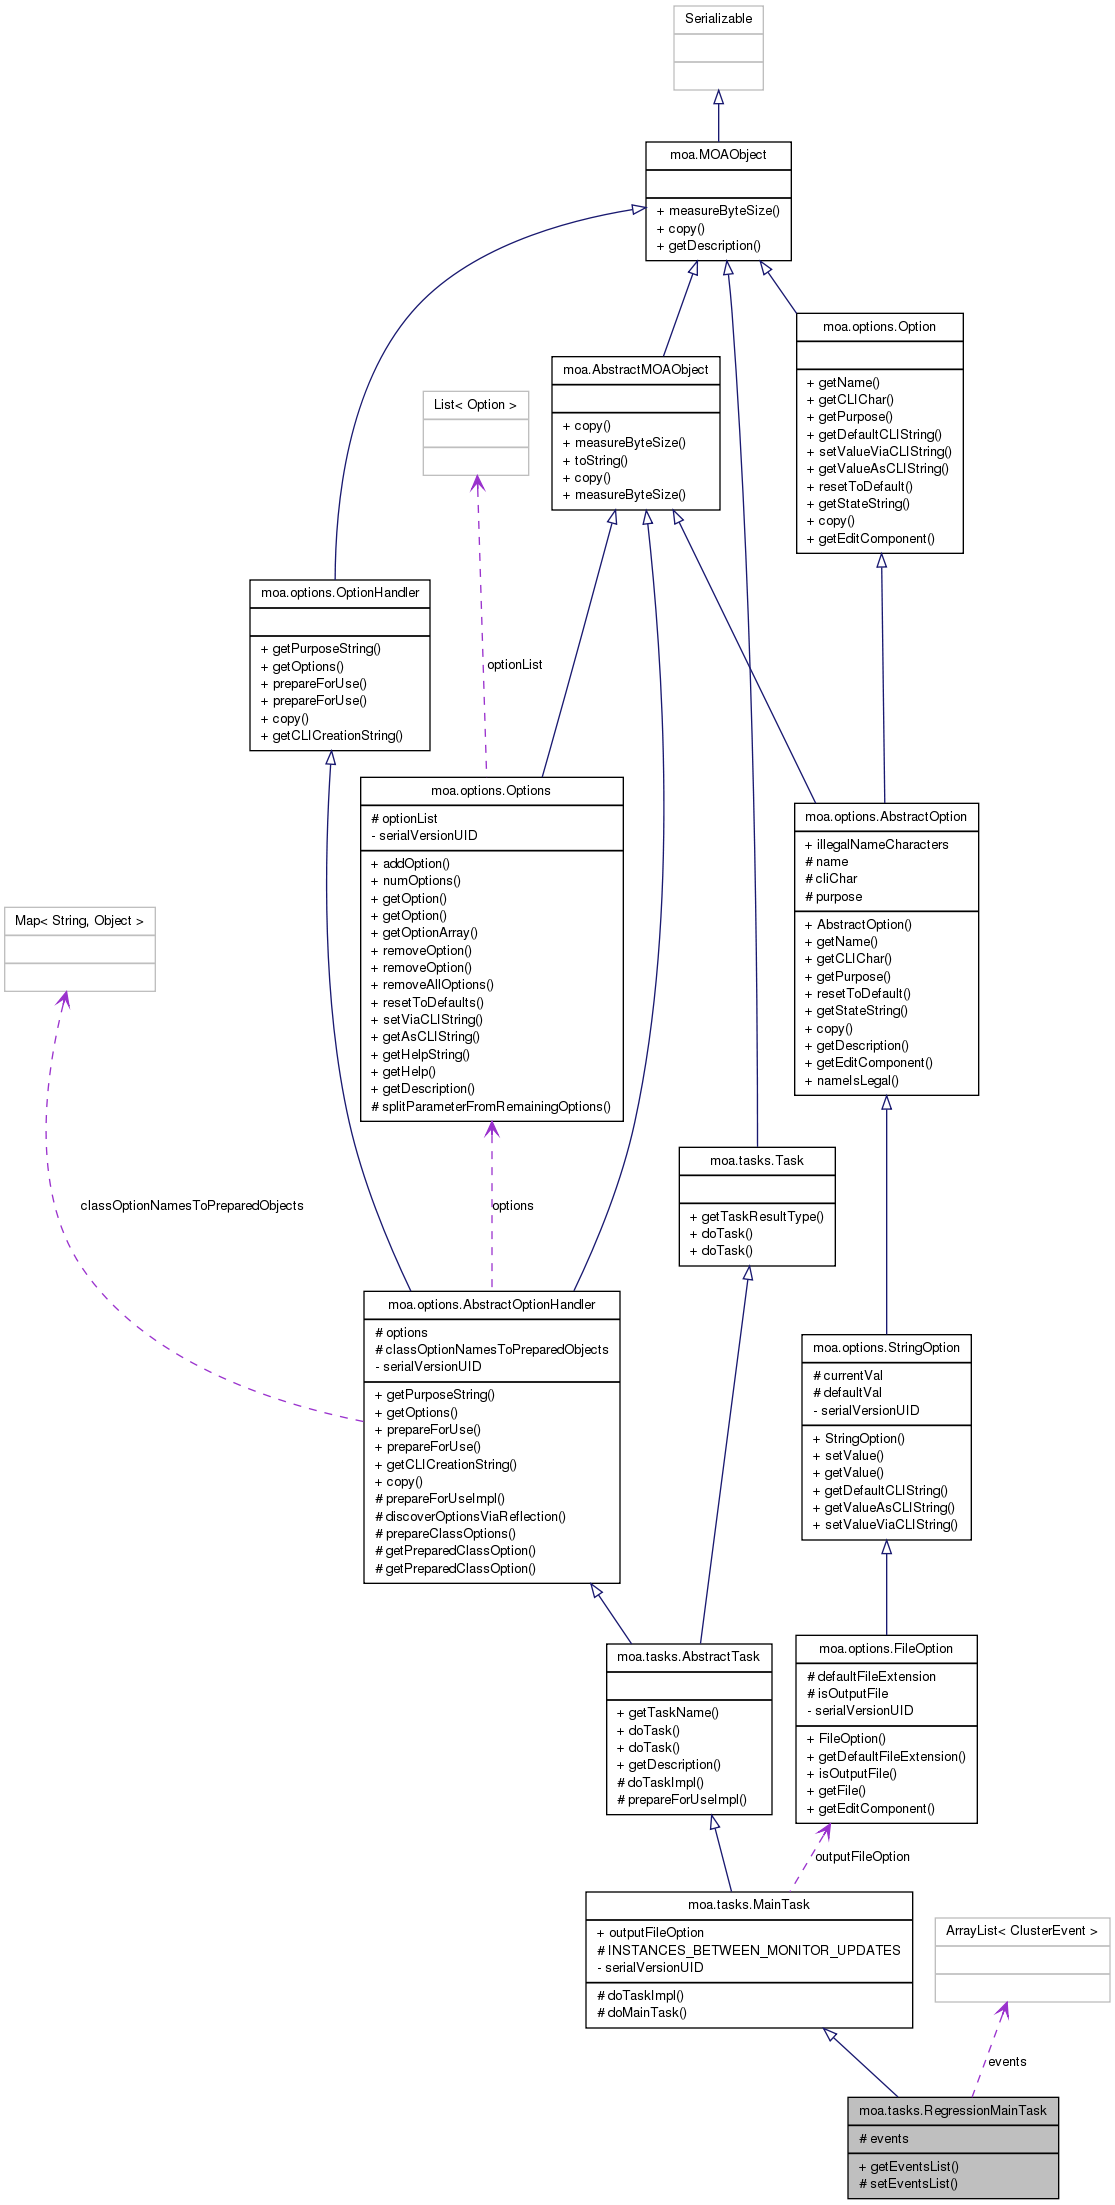 Serializable
moa.MOAObject
+ measureByteSize()
+ copy()
+ getDescription()
moa.options.Option
+ getName()
+ getCLIChar()
+ getPurpose()
+ getDefaultCLIString()
+ setValueViaCLIString()
+ getValueAsCLIString()
+ resetToDefault()
+ getStateString()
+ copy()
+ getEditComponent()
moa.AbstractMOAObject
+ copy()
+ measureByteSize()
+ toString()
+ copy()
+ measureByteSize()
List< Option >
moa.options.OptionHandler
+ getPurposeString()
+ getOptions()
+ prepareForUse()
+ prepareForUse()
+ copy()
+ getCLICreationString()
optionList
moa.options.Options
# optionList
- serialVersionUID
+ addOption()
+ numOptions()
+ getOption()
+ getOption()
+ getOptionArray()
+ removeOption()
+ removeOption()
+ removeAllOptions()
+ resetToDefaults()
+ setViaCLIString()
+ getAsCLIString()
+ getHelpString()
+ getHelp()
+ getDescription()
# splitParameterFromRemainingOptions()
moa.options.AbstractOption
+ illegalNameCharacters
# name
# cliChar
# purpose
+ AbstractOption()
+ getName()
+ getCLIChar()
+ getPurpose()
+ resetToDefault()
+ getStateString()
+ copy()
+ getDescription()
+ getEditComponent()
+ nameIsLegal()
Map< String, Object >
moa.tasks.Task
+ getTaskResultType()
+ doTask()
+ doTask()
classOptionNamesToPreparedObjects
options
moa.options.AbstractOptionHandler
# options
# classOptionNamesToPreparedObjects
- serialVersionUID
+ getPurposeString()
+ getOptions()
+ prepareForUse()
+ prepareForUse()
+ getCLICreationString()
+ copy()
# prepareForUseImpl()
# discoverOptionsViaReflection()
# prepareClassOptions()
# getPreparedClassOption()
# getPreparedClassOption()
moa.options.StringOption
# currentVal
# defaultVal
- serialVersionUID
+ StringOption()
+ setValue()
+ getValue()
+ getDefaultCLIString()
+ getValueAsCLIString()
+ setValueViaCLIString()
moa.tasks.AbstractTask
+ getTaskName()
+ doTask()
+ doTask()
+ getDescription()
# doTaskImpl()
# prepareForUseImpl()
moa.options.FileOption
# defaultFileExtension
# isOutputFile
- serialVersionUID
+ FileOption()
+ getDefaultFileExtension()
+ isOutputFile()
+ getFile()
+ getEditComponent()
outputFileOption
moa.tasks.MainTask
+ outputFileOption
# INSTANCES_BETWEEN_MONITOR_UPDATES
- serialVersionUID
# doTaskImpl()
# doMainTask()
ArrayList< ClusterEvent >
events
moa.tasks.RegressionMainTask
# events
+ getEventsList()
# setEventsList()